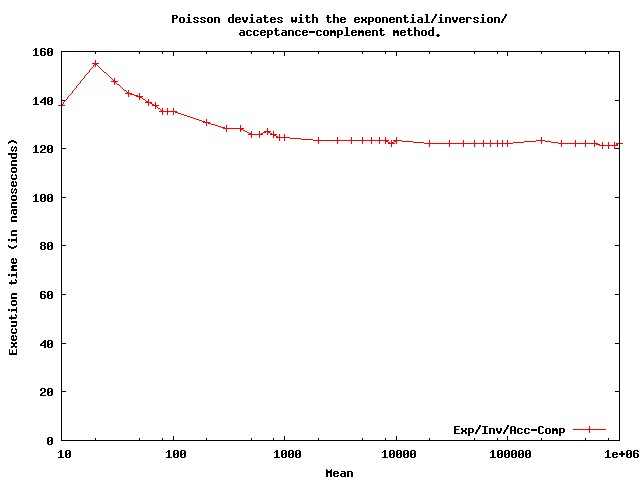 Poisson deviates with the exponential/inversion/
acceptance-complement method.
160
140
120
100
80
60
40
20
0
Execution time (in nanoseconds)
Exp/Inv/Acc-Comp
10 100 1000 10000 100000 1e+06
Mean